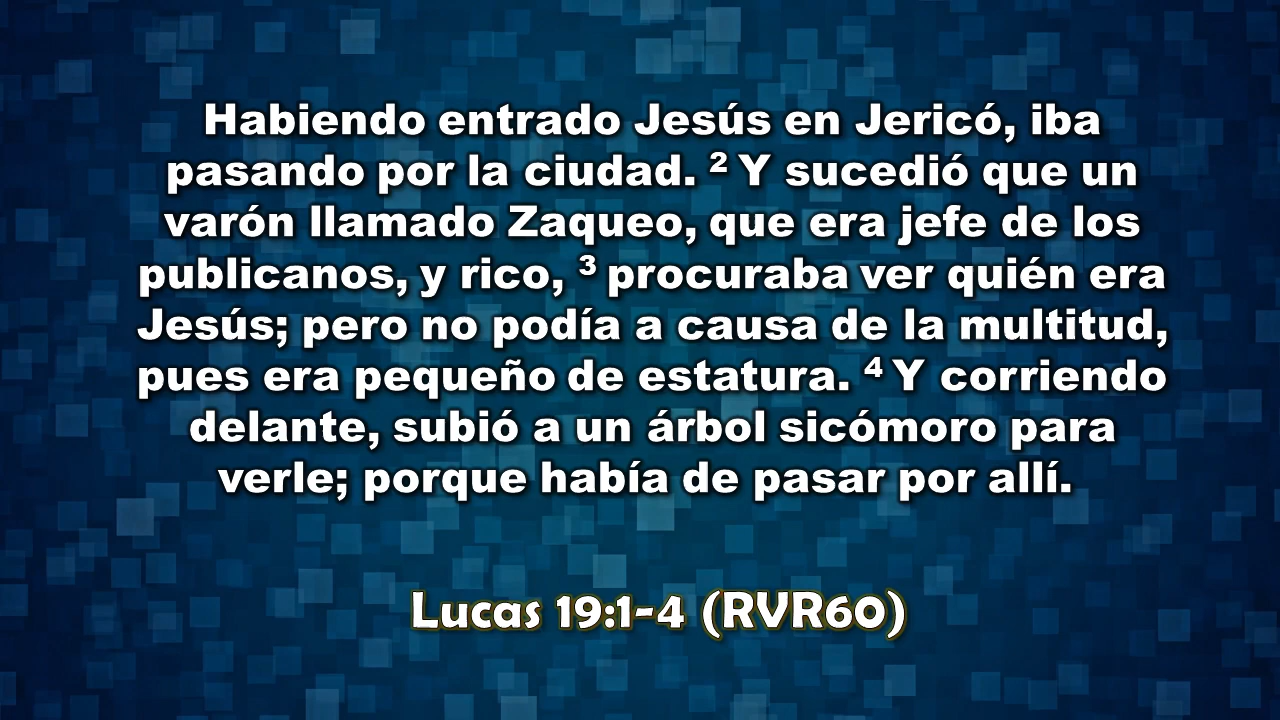 Habiendo entrado Jesús en Jericó, iba
pasando por la ciudad. ² Y sucedió que un
varón llamado Zaqueo, que era jefe de los
publicanos, y rico, ³ procuraba ver quién era
Jesús; pero no podía a causa de la multitud,
pues era pequeño de estatura. ⁴ Y corriendo
delante, subió a un árbol sicómoro para
verle; porque había de pasar por allí.
Lucas 19:1-4 (RVR60)